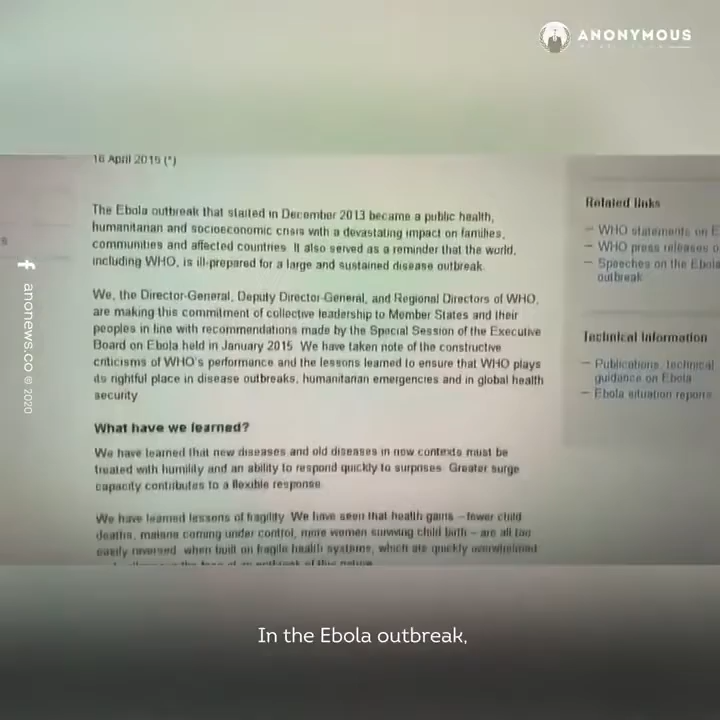 ANONYMOUS
16 April 2015 (*)
The Ebola outbreak that started in December 2013 became a public health,
humanitarian and socioeconomic crisis with a devastating impact on families,
communities and affected countries. It also served as a reminder that the world,
including WHO, is ill-prepared for a large and sustained disease outbreak.
We, the Director-General, Deputy Director-General, and Regional Directors of WHO,
are making this commitment of collective leadership to Member States and their
peoples in line with recommendations made by the Special Session of the Executive
Board on Ebola held in January 2015. We have taken note of the constructive
criticisms of WHO's performance and the lessons learned to ensure that WHO plays
its rightful place in disease outbreaks, humanitarian emergencies and in global health
security
What have we learned?
We have learned that new diseases and old diseases in new contexts must be
treated with humility and an ability to respond quickly to surprises. Greater surge
capacity contributes to a flexible response.
We have learned lessons of fragility. We have seen that health gains – fewer child
deaths, malaria coming under control, more women surviving child birth – are all too
easily reversed, when built on fragile health systems, which are quickly overwhelmed
Related links
– WHO statements on E
– WHO press releases o
– Speeches on the Ebola
outbreak
Technical information
– Publications, technical
guidance on Ebola
– Ebola situation reports
s
f anonews.co © 2020
In the Ebola outbreak,